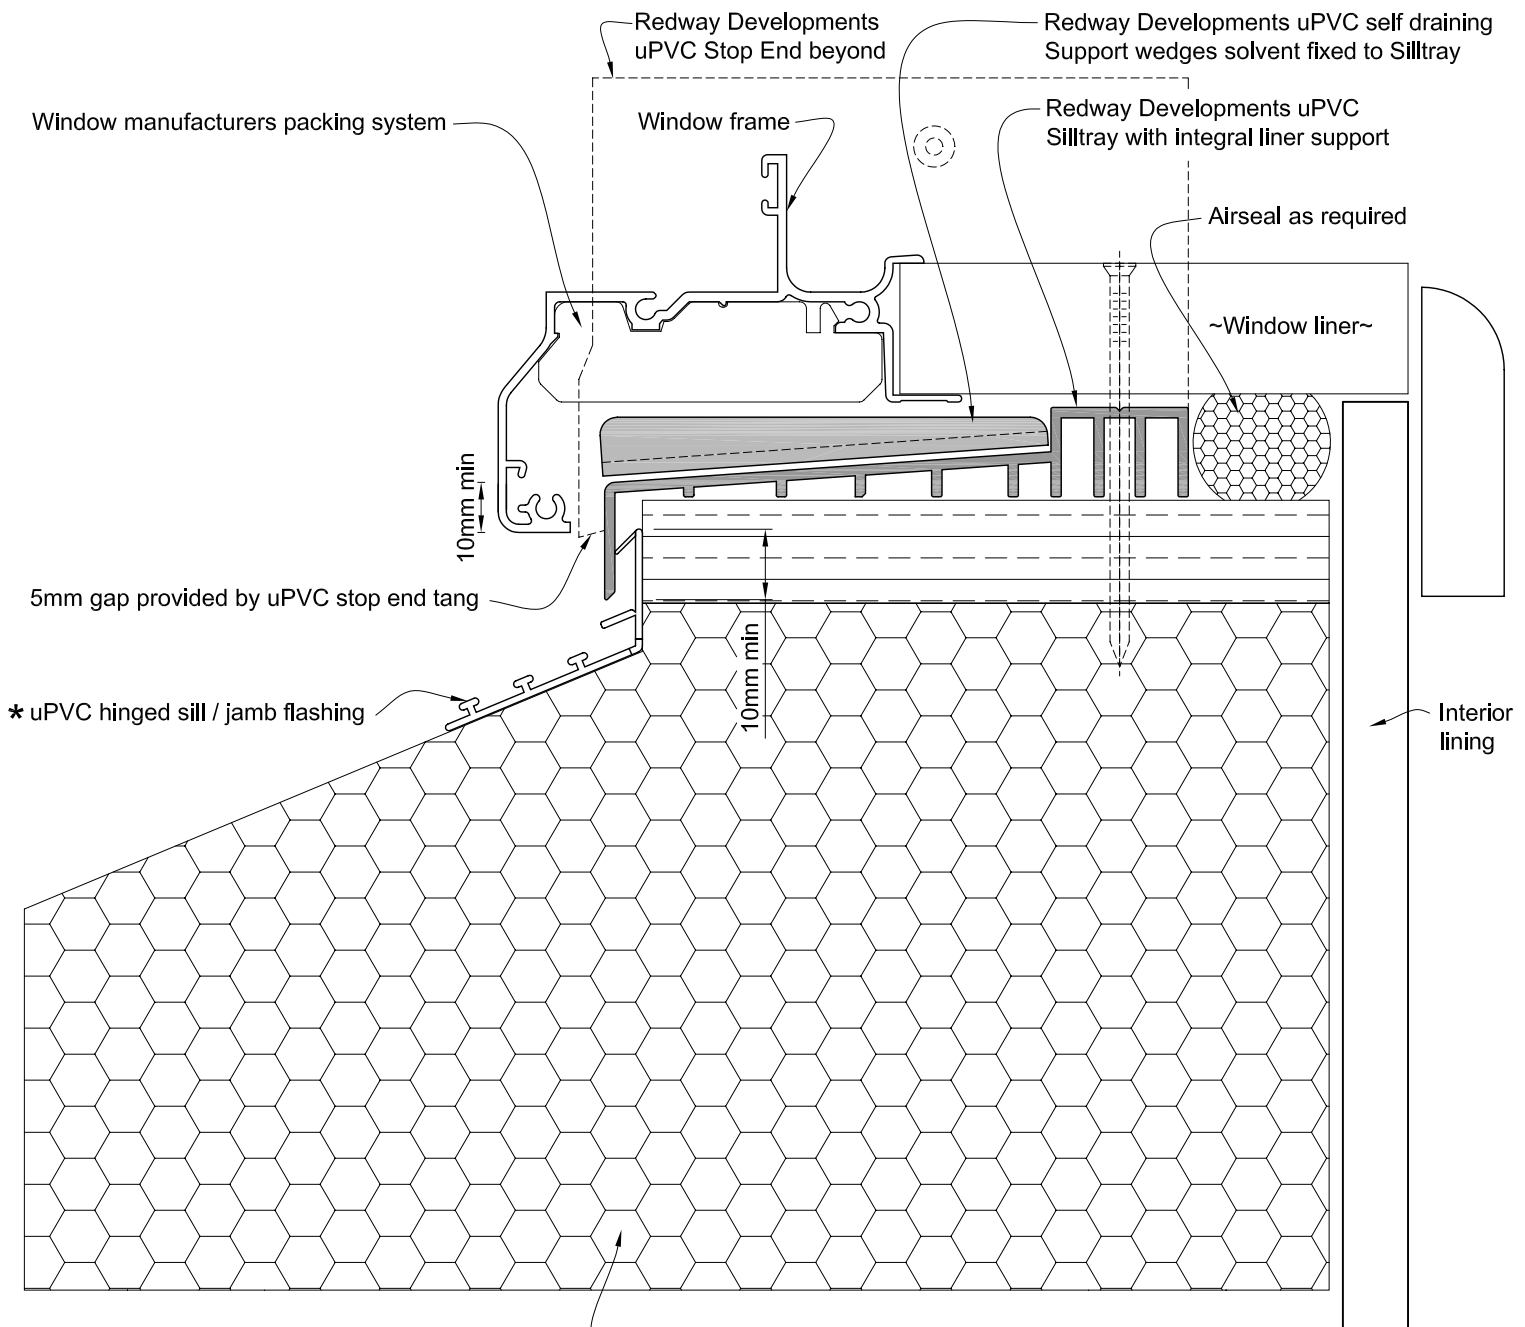 Redway Developments
uPVC Stop End beyond
Redway Developments uPVC self draining
Support wedges solvent fixed to Silltray
Window manufacturers packing system
Window frame
Redway Developments uPVC
Silltray with integral liner support
Airseal as required
~Window liner~
10mm min
5mm gap provided by uPVC stop end tang
10mm min
* uPVC hinged sill / jamb flashing
Interior
lining